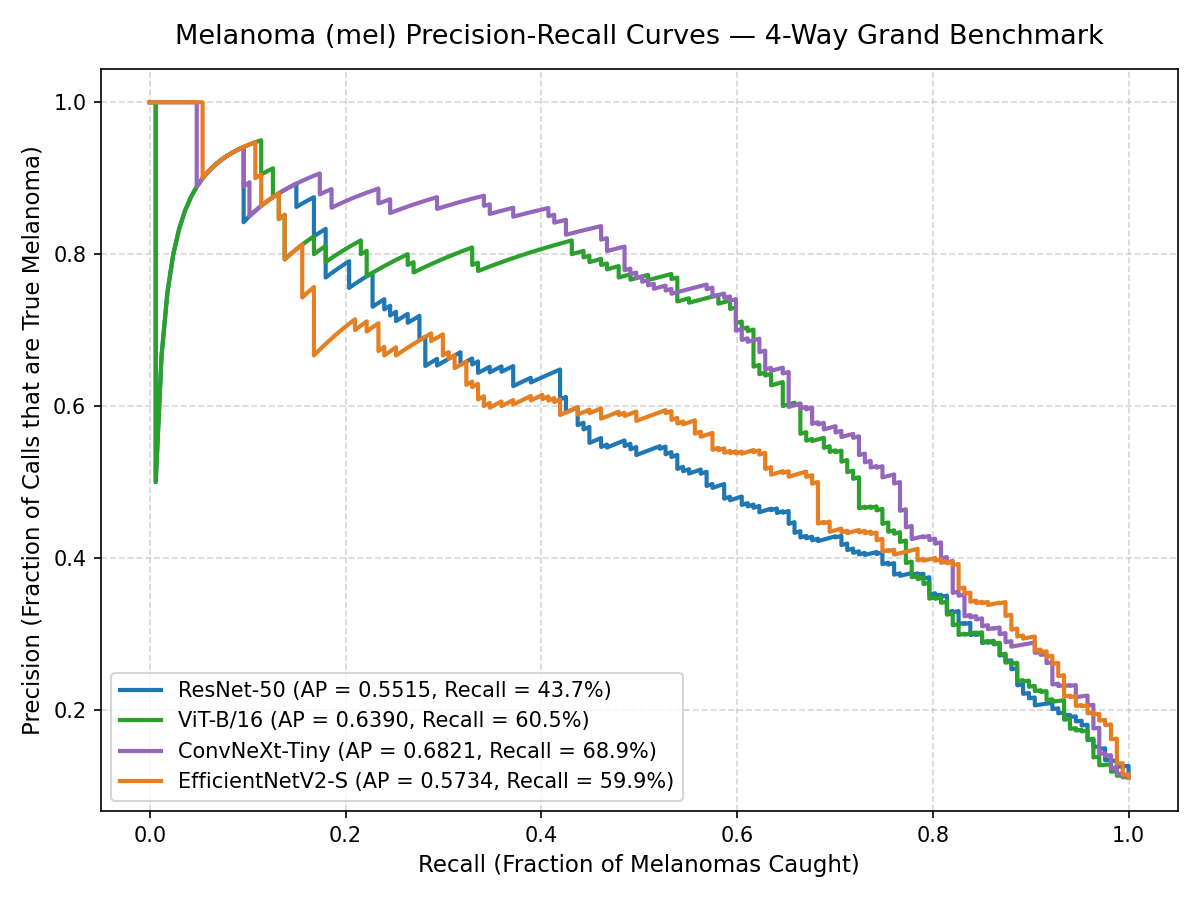 Melanoma (mel) Precision-Recall Curves — 4-Way Grand Benchmark
Precision (Fraction of Calls that are True Melanoma)
1.0
0.8
0.6
0.4
0.2
ResNet-50 (AP = 0.5515, Recall = 43.7%)
ViT-B/16 (AP = 0.6390, Recall = 60.5%)
ConvNeXt-Tiny (AP = 0.6821, Recall = 68.9%)
EfficientNetV2-S (AP = 0.5734, Recall = 59.9%)
0.0 0.2 0.4 0.6 0.8 1.0
Recall (Fraction of Melanomas Caught)